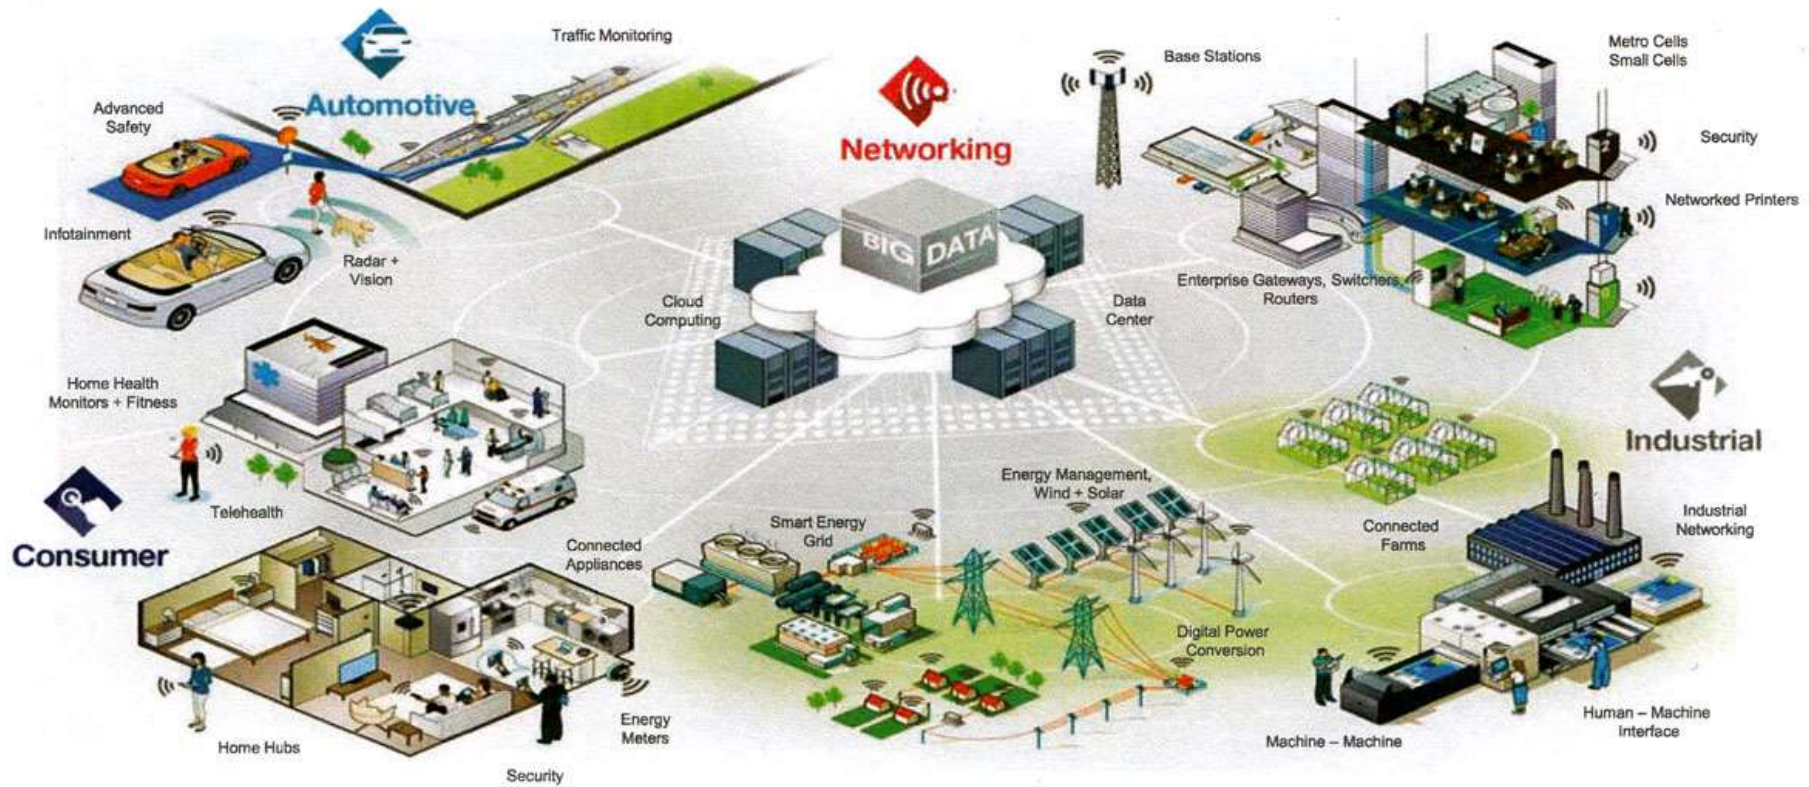 Traffic Monitoring
Automotive
Advanced
Safety
Infotainment
Radar +
Vision
Networking
BIG DATA
Cloud
Computing
Data
Center
Base Stations
Metro Cells
Small Cells
Security
Networked Printers
Enterprise Gateways, Switchers
Routers
Home Health
Monitors + Fitness
Telehealth
Consumer
Connected
Appliances
Home Hubs
Security
Energy
Meters
Smart Energy
Grid
Energy Management,
Wind + Solar
Digital Power
Conversion
Industrial
Connected
Farms
Industrial
Networking
Machine – Machine
Human – Machine
Interface